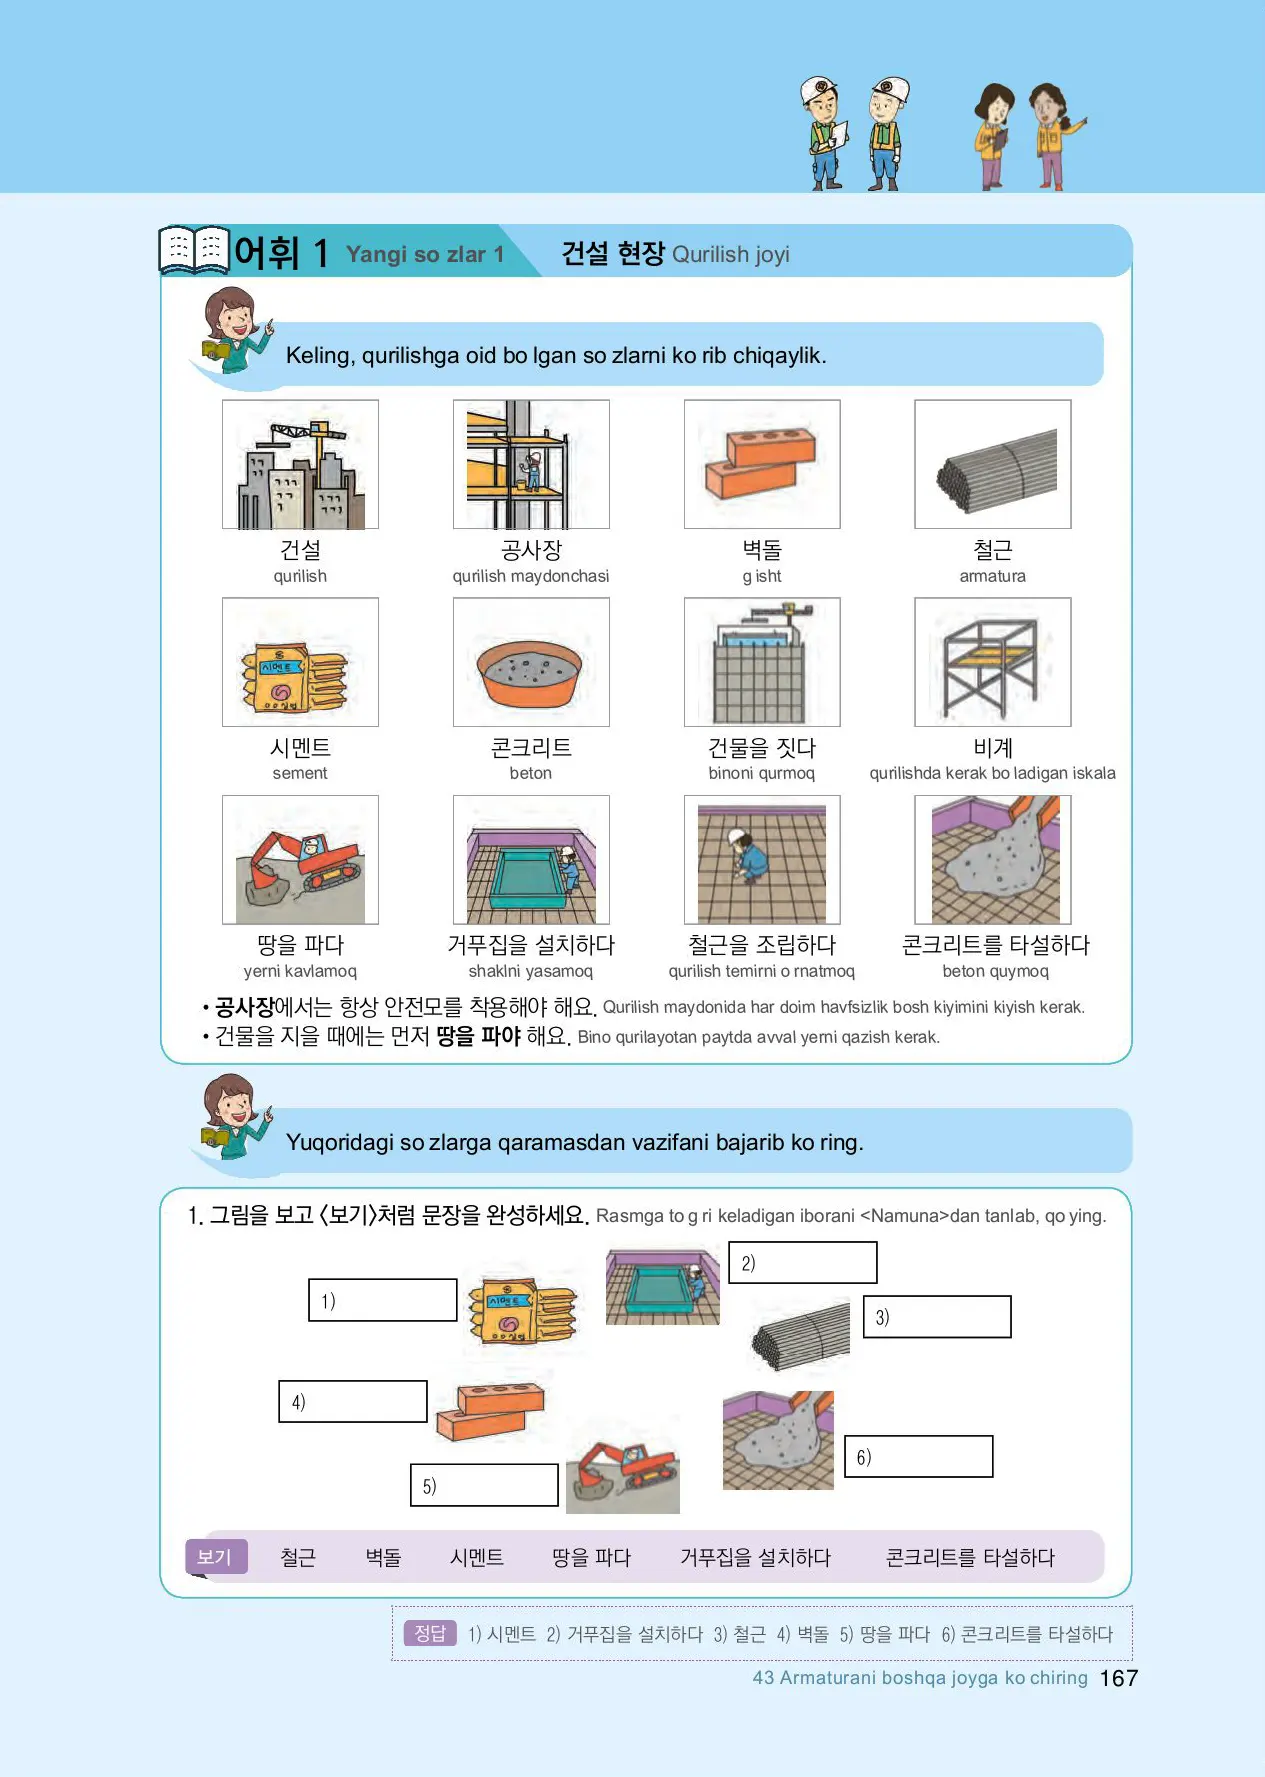 어휘 1 Yangi so zlar 1 건설 현장 Qurilish joyi
Keling, qurilishga oid bo lgan so zlarni ko rib chiqaylik.
건설 공사장 벽돌 철근
qurilish qurilish maydonchasi g isht armatura
시멘트
시멘트 콘크리트 건물을 짓다 비계
sement beton binoni qurmoq qurilishda kerak bo ladigan iskala
땅을 파다 거푸집을 설치하다 철근을 조립하다 콘크리트를 타설하다
yerni kavlamoq shaklni yasamoq qurilish temirni o rnatmoq beton quymoq
• 공사장에서는 항상 안전모를 착용해야 해요. Qurilish maydonida har doim havfsizlik bosh kiyimini kiyish kerak.
• 건물을 지을 때에는 먼저 땅을 파야 해요. Bino qurilayotan paytda avval yerni qazish kerak.
Yuqoridagi so zlarga qaramasdan vazifani bajarib ko ring.
1. 그림을 보고 〈보기〉처럼 문장을 완성하세요. Rasmga to g ri keladigan iborani <Namuna>dan tanlab, qo ying.
2)
1) 시멘트
3)
4)
6)
5)
보기 철근 벽돌 시멘트 땅을 파다 거푸집을 설치하다 콘크리트를 타설하다
정답 1) 시멘트 2) 거푸집을 설치하다 3) 철근 4) 벽돌 5) 땅을 파다 6) 콘크리트를 타설하다
43 Armaturani boshqa joyga ko chiring 167